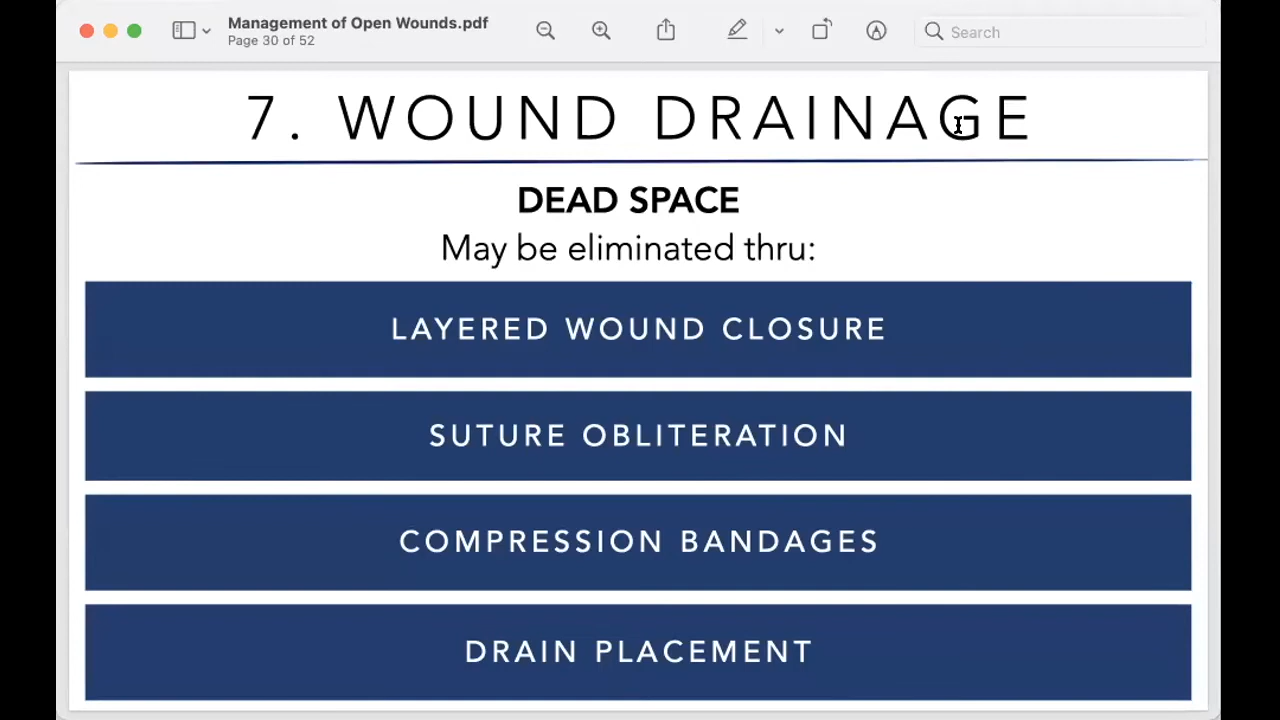 Management of Open Wounds.pdf
Page 30 of 52
Search
7. WOUND DRAINAGE
DEAD SPACE
May be eliminated thru:
LAYERED WOUND CLOSURE
SUTURE OBLITERATION
COMPRESSION BANDAGES
DRAIN PLACEMENT